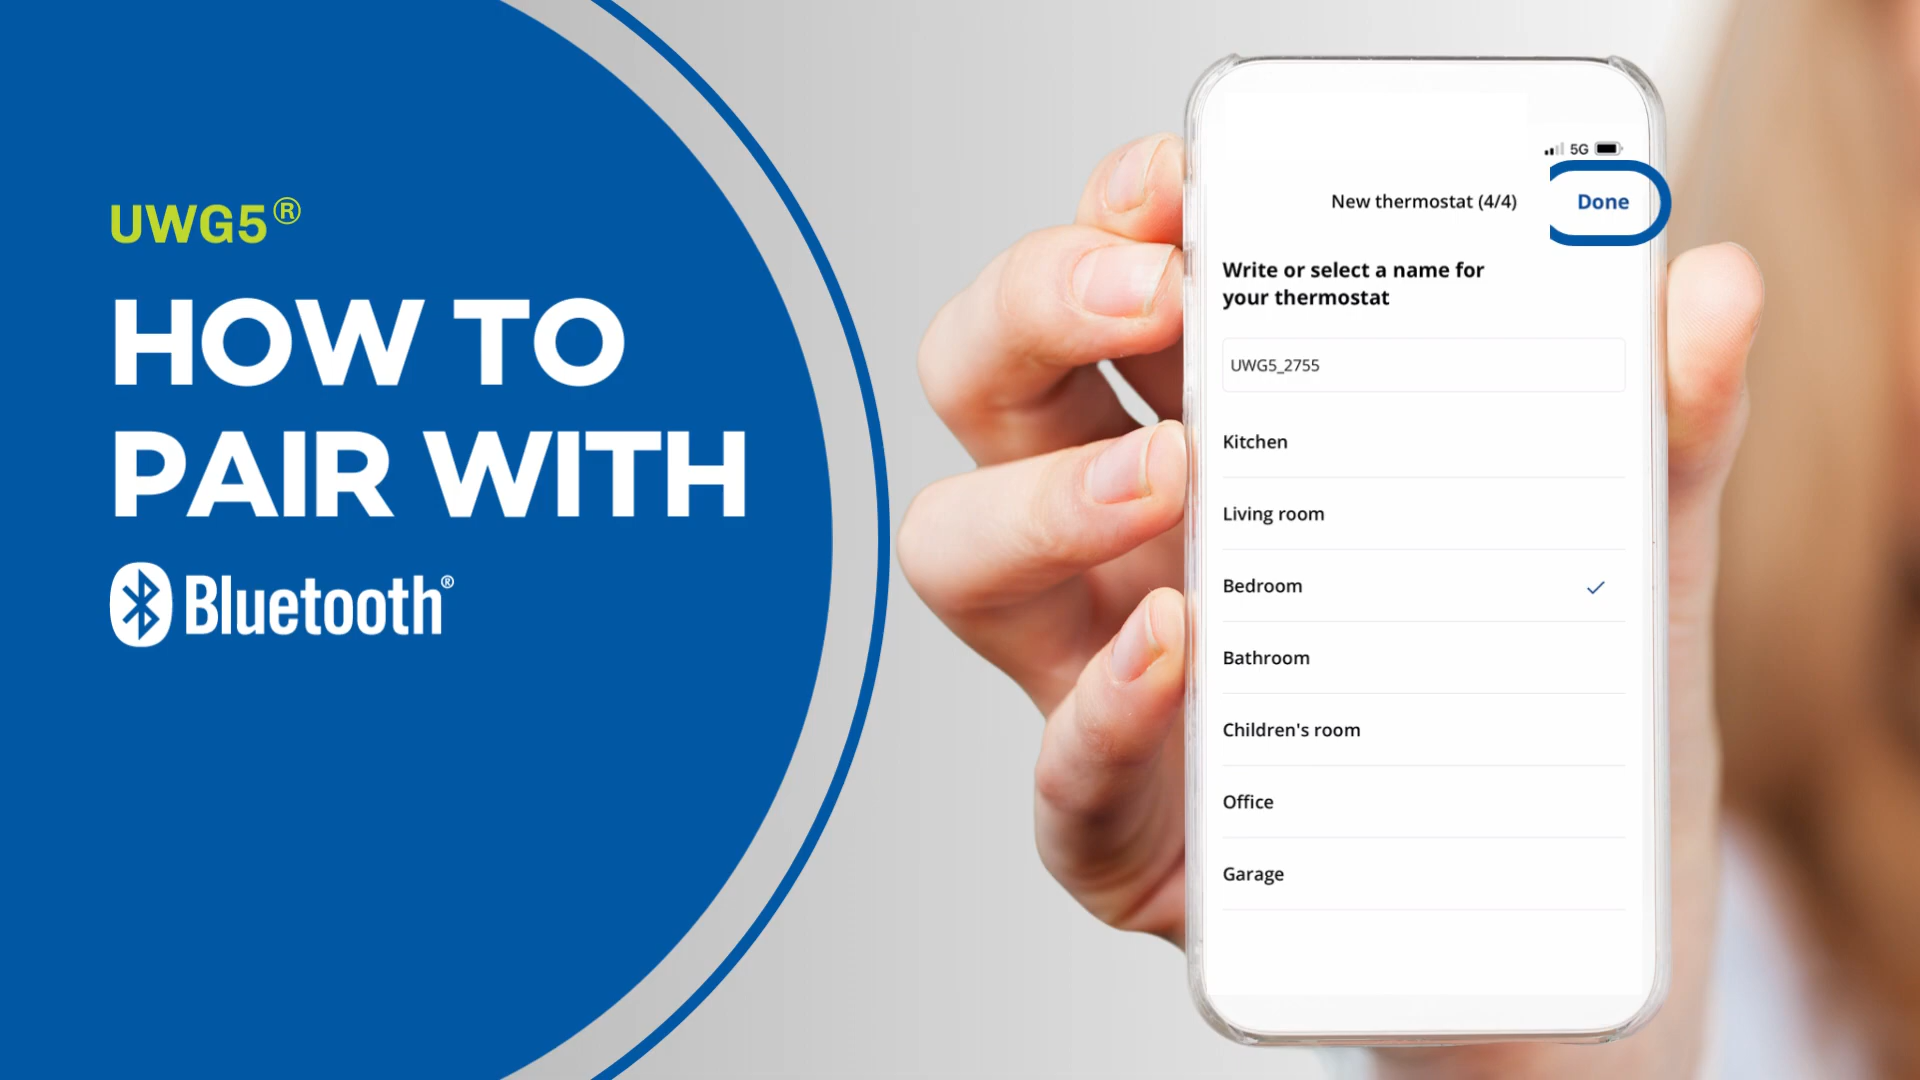 UWG5®
HOW TO
PAIR WITH
Bluetooth®
5G
New thermostat (4/4)
Done
Write or select a name for
your thermostat
UWG5_2755
Kitchen
Living room
Bedroom
Bathroom
Children's room
Office
Garage